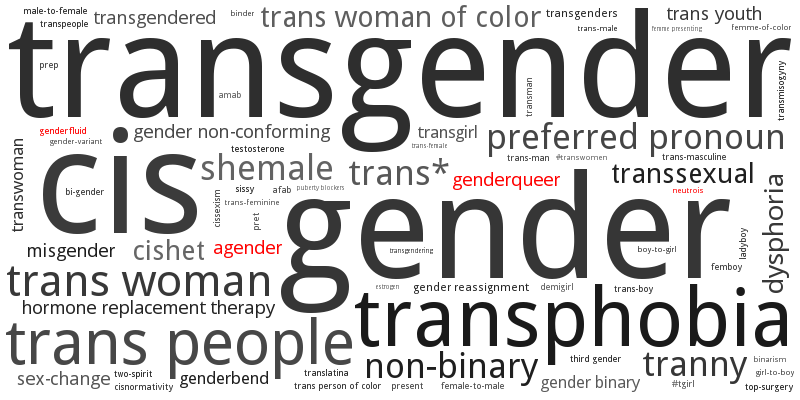 male-to-female
transgendered
binder
trans woman of color
transgenders
trans youth
transpeople
trans-male
femme presenting
femme-of-color
transgender
prep
amab
transman
transmisogyny
genderfluid
gender-variant
gender non-conforming
transgirl
trans-female
preferred pronoun
transwoman
cis
testosterone
trans-man
#transwomen
trans-masculine
shemale
trans*
genderqueer
transsexual
bi-gender
sissy
afab
puberty blockers
neutrois
cissexism
trans-feminine
pret
gender
dysphoria
misgender
cishet
agender
transgendering
boy-to-girl
ladyboy
femboy
trans woman
estrogen
gender reassignment
demigirl
trans-boy
hormone replacement therapy
transphobia
trans people
non-binary
third gender
tranny
binarism
sex-change
two-spirit
cisnormativity
genderbend
translatina
trans person of color
present
female-to-male
gender binary
#tgirl
girl-to-boy
top-surgery